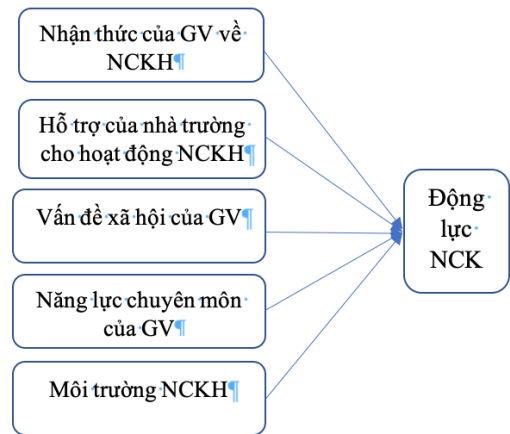 Nhận thức của GV về
NCKH¶
Hỗ trợ của nhà trường
cho hoạt động NCKH¶
Vấn đề xã hội của GV¶
Năng lực chuyên môn
của GV¶
Môi trường NCKH¶
Động
lực
NCK